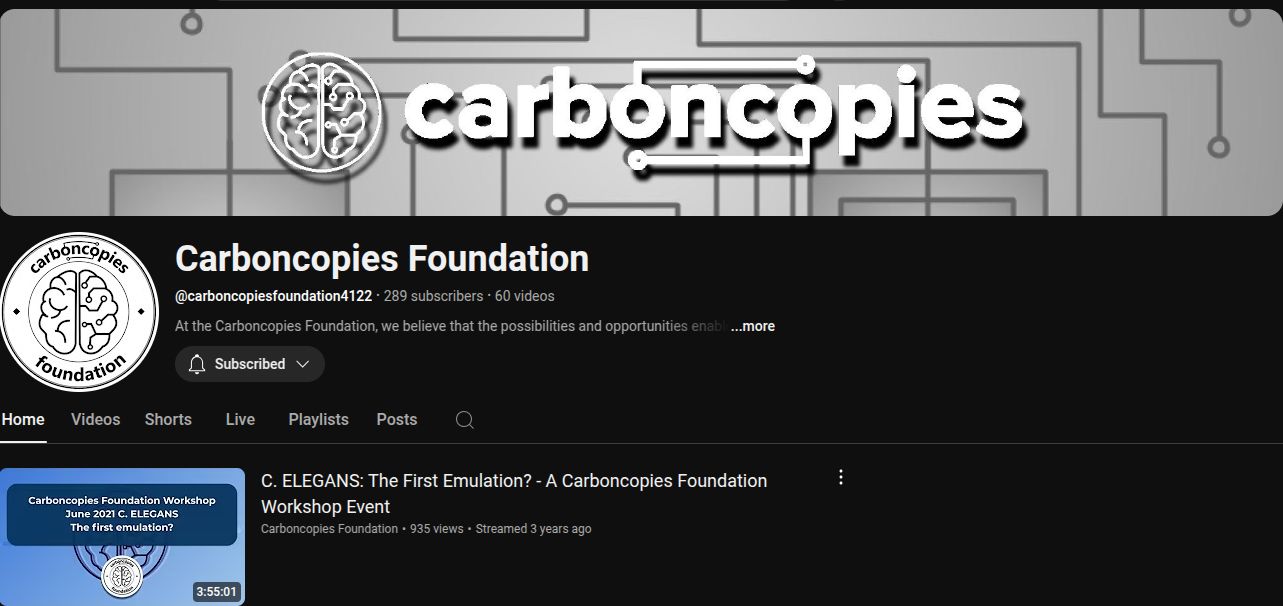 carboncopies
carboncopies
foundation
Carboncopies Foundation
@carboncopiesfoundation4122 · 289 subscribers · 60 videos
At the Carboncopies Foundation, we believe that the possibilities and opportunities enabl ...more
Subscribed
Home Videos Shorts Live Playlists Posts
Carboncopies Foundation Workshop
June 2021 C. ELEGANS
The first emulation?
3:55:01
C. ELEGANS: The First Emulation? - A Carboncopies Foundation
Workshop Event
Carboncopies Foundation • 935 views • Streamed 3 years ago